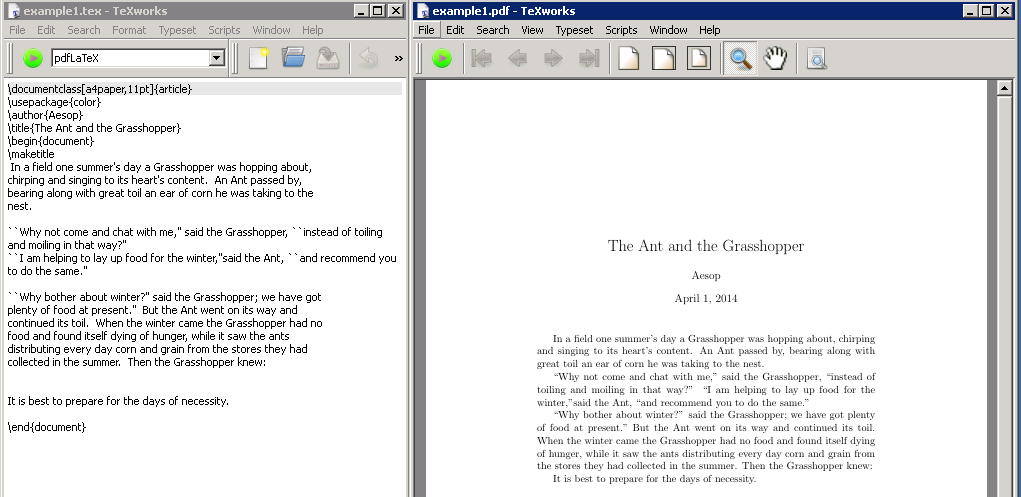 example1.tex - TeXworks
File Edit Search Format Typeset Scripts Window Help
pdfLaTeX
»
\documentclass[a4paper,11pt]{article}
\usepackage{color}
\author{Aesop}
\title{The Ant and the Grasshopper}
\begin{document}
\maketitle
In a field one summer's day a Grasshopper was hopping about,
chirping and singing to its heart's content.  An Ant passed by,
bearing along with great toil an ear of corn he was taking to the
nest.
``Why not come and chat with me," said the Grasshopper, ``instead of toiling
and moiling in that way?"
``I am helping to lay up food for the winter,"said the Ant, ``and recommend you
to do the same."
``Why bother about winter?" said the Grasshopper; we have got
plenty of food at present."  But the Ant went on its way and
continued its toil.  When the winter came the Grasshopper had no
food and found itself dying of hunger, while it saw the ants
distributing every day corn and grain from the stores they had
collected in the summer.  Then the Grasshopper knew:
It is best to prepare for the days of necessity.
\end{document}
example1.pdf - TeXworks
File Edit Search View Typeset Scripts Window Help
The Ant and the Grasshopper
Aesop
April 1, 2014
In a field one summer's day a Grasshopper was hopping about, chirping
and singing to its heart's content. An Ant passed by, bearing along with
great toil an ear of corn he was taking to the nest.
“Why not come and chat with me,” said the Grasshopper, “instead of
toiling and moiling in that way?” “I am helping to lay up food for the
winter,”said the Ant, “and recommend you to do the same.”
“Why bother about winter?” said the Grasshopper; we have got plenty
of food at present.” But the Ant went on its way and continued its toil.
When the winter came the Grasshopper had no food and found itself dying
of hunger, while it saw the ants distributing every day corn and grain from
the stores they had collected in the summer. Then the Grasshopper knew:
It is best to prepare for the days of necessity.